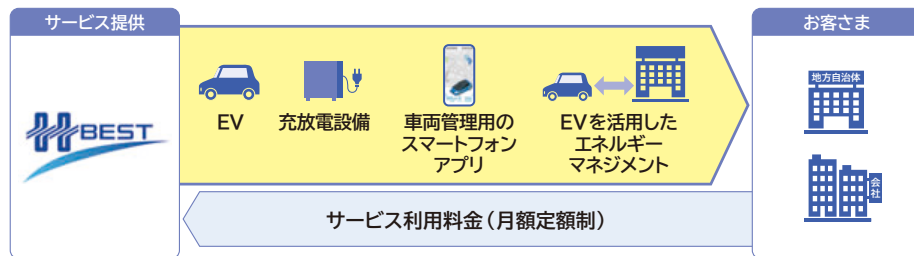 サービス提供
BEST
EV
充放電設備
車両管理用の
スマートフォン
アプリ
EVを活用した
エネルギー
マネジメント
サービス利用料金（月額定額制）
お客さま
地方自治体
会社